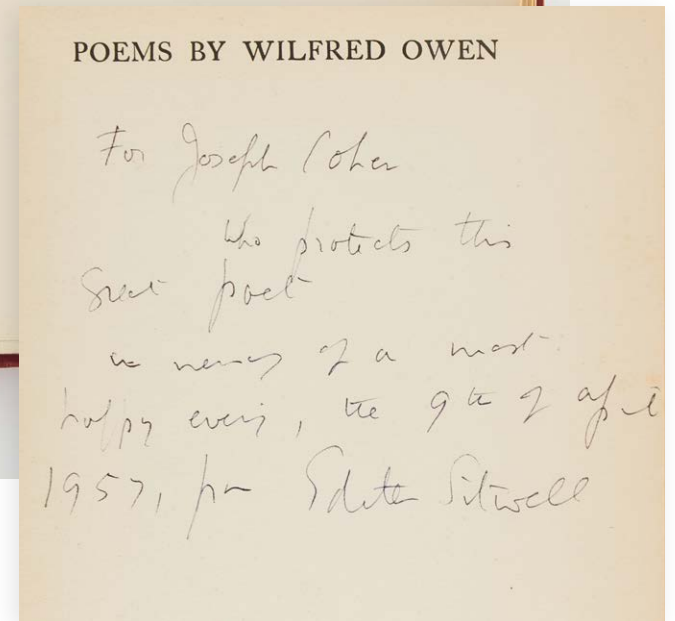 POEMS BY WILFRED OWEN
For Joseph Cohen
who protects this
great poet
in memory of a most
happy evening, the 9th of April
1957, from Edith Sitwell